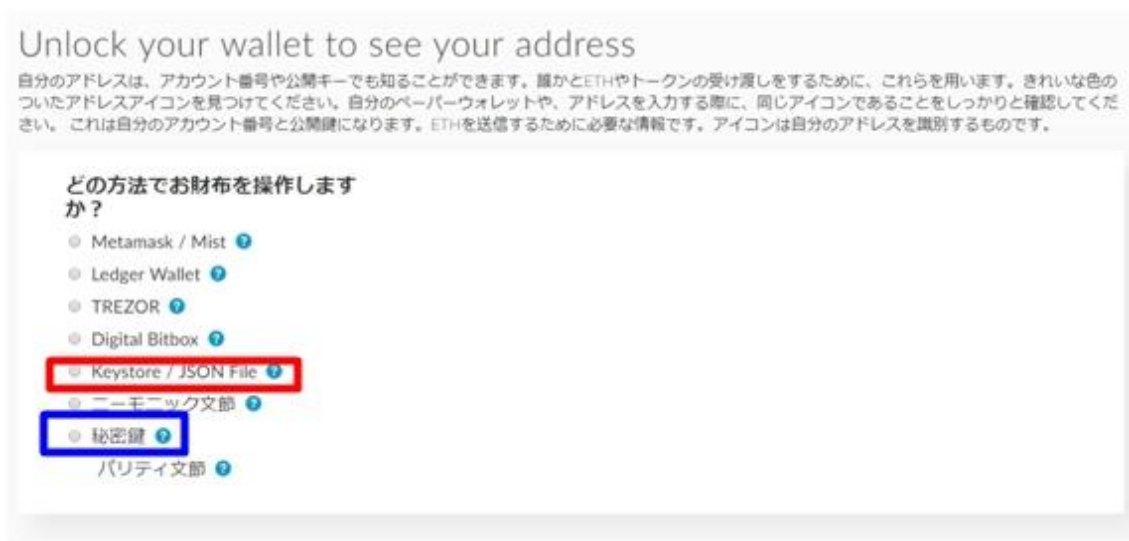 Unlock your wallet to see your address
自分のアドレスは、アカウント番号や公開キーでも知ることができます。誰かとETHやトークンの受け渡しをするために、これらを用います。きれいな色の
ついたアドレスアイコンを見つけてください。自分のペーパーウォレットや、アドレスを入力する際に、同じアイコンであることをしっかりと確認してくだ
さい。 これは自分のアカウント番号と公開鍵になります。ETHを送信するために必要な情報です。アイコンは自分のアドレスを識別するものです。
どの方法でお財布を操作します
か？
Metamask / Mist ?
Ledger Wallet ?
TREZOR ?
Digital Bitbox ?
Keystore / JSON File ?
ニーモニック文節 ?
秘密鍵 ?
パリティ文節 ?